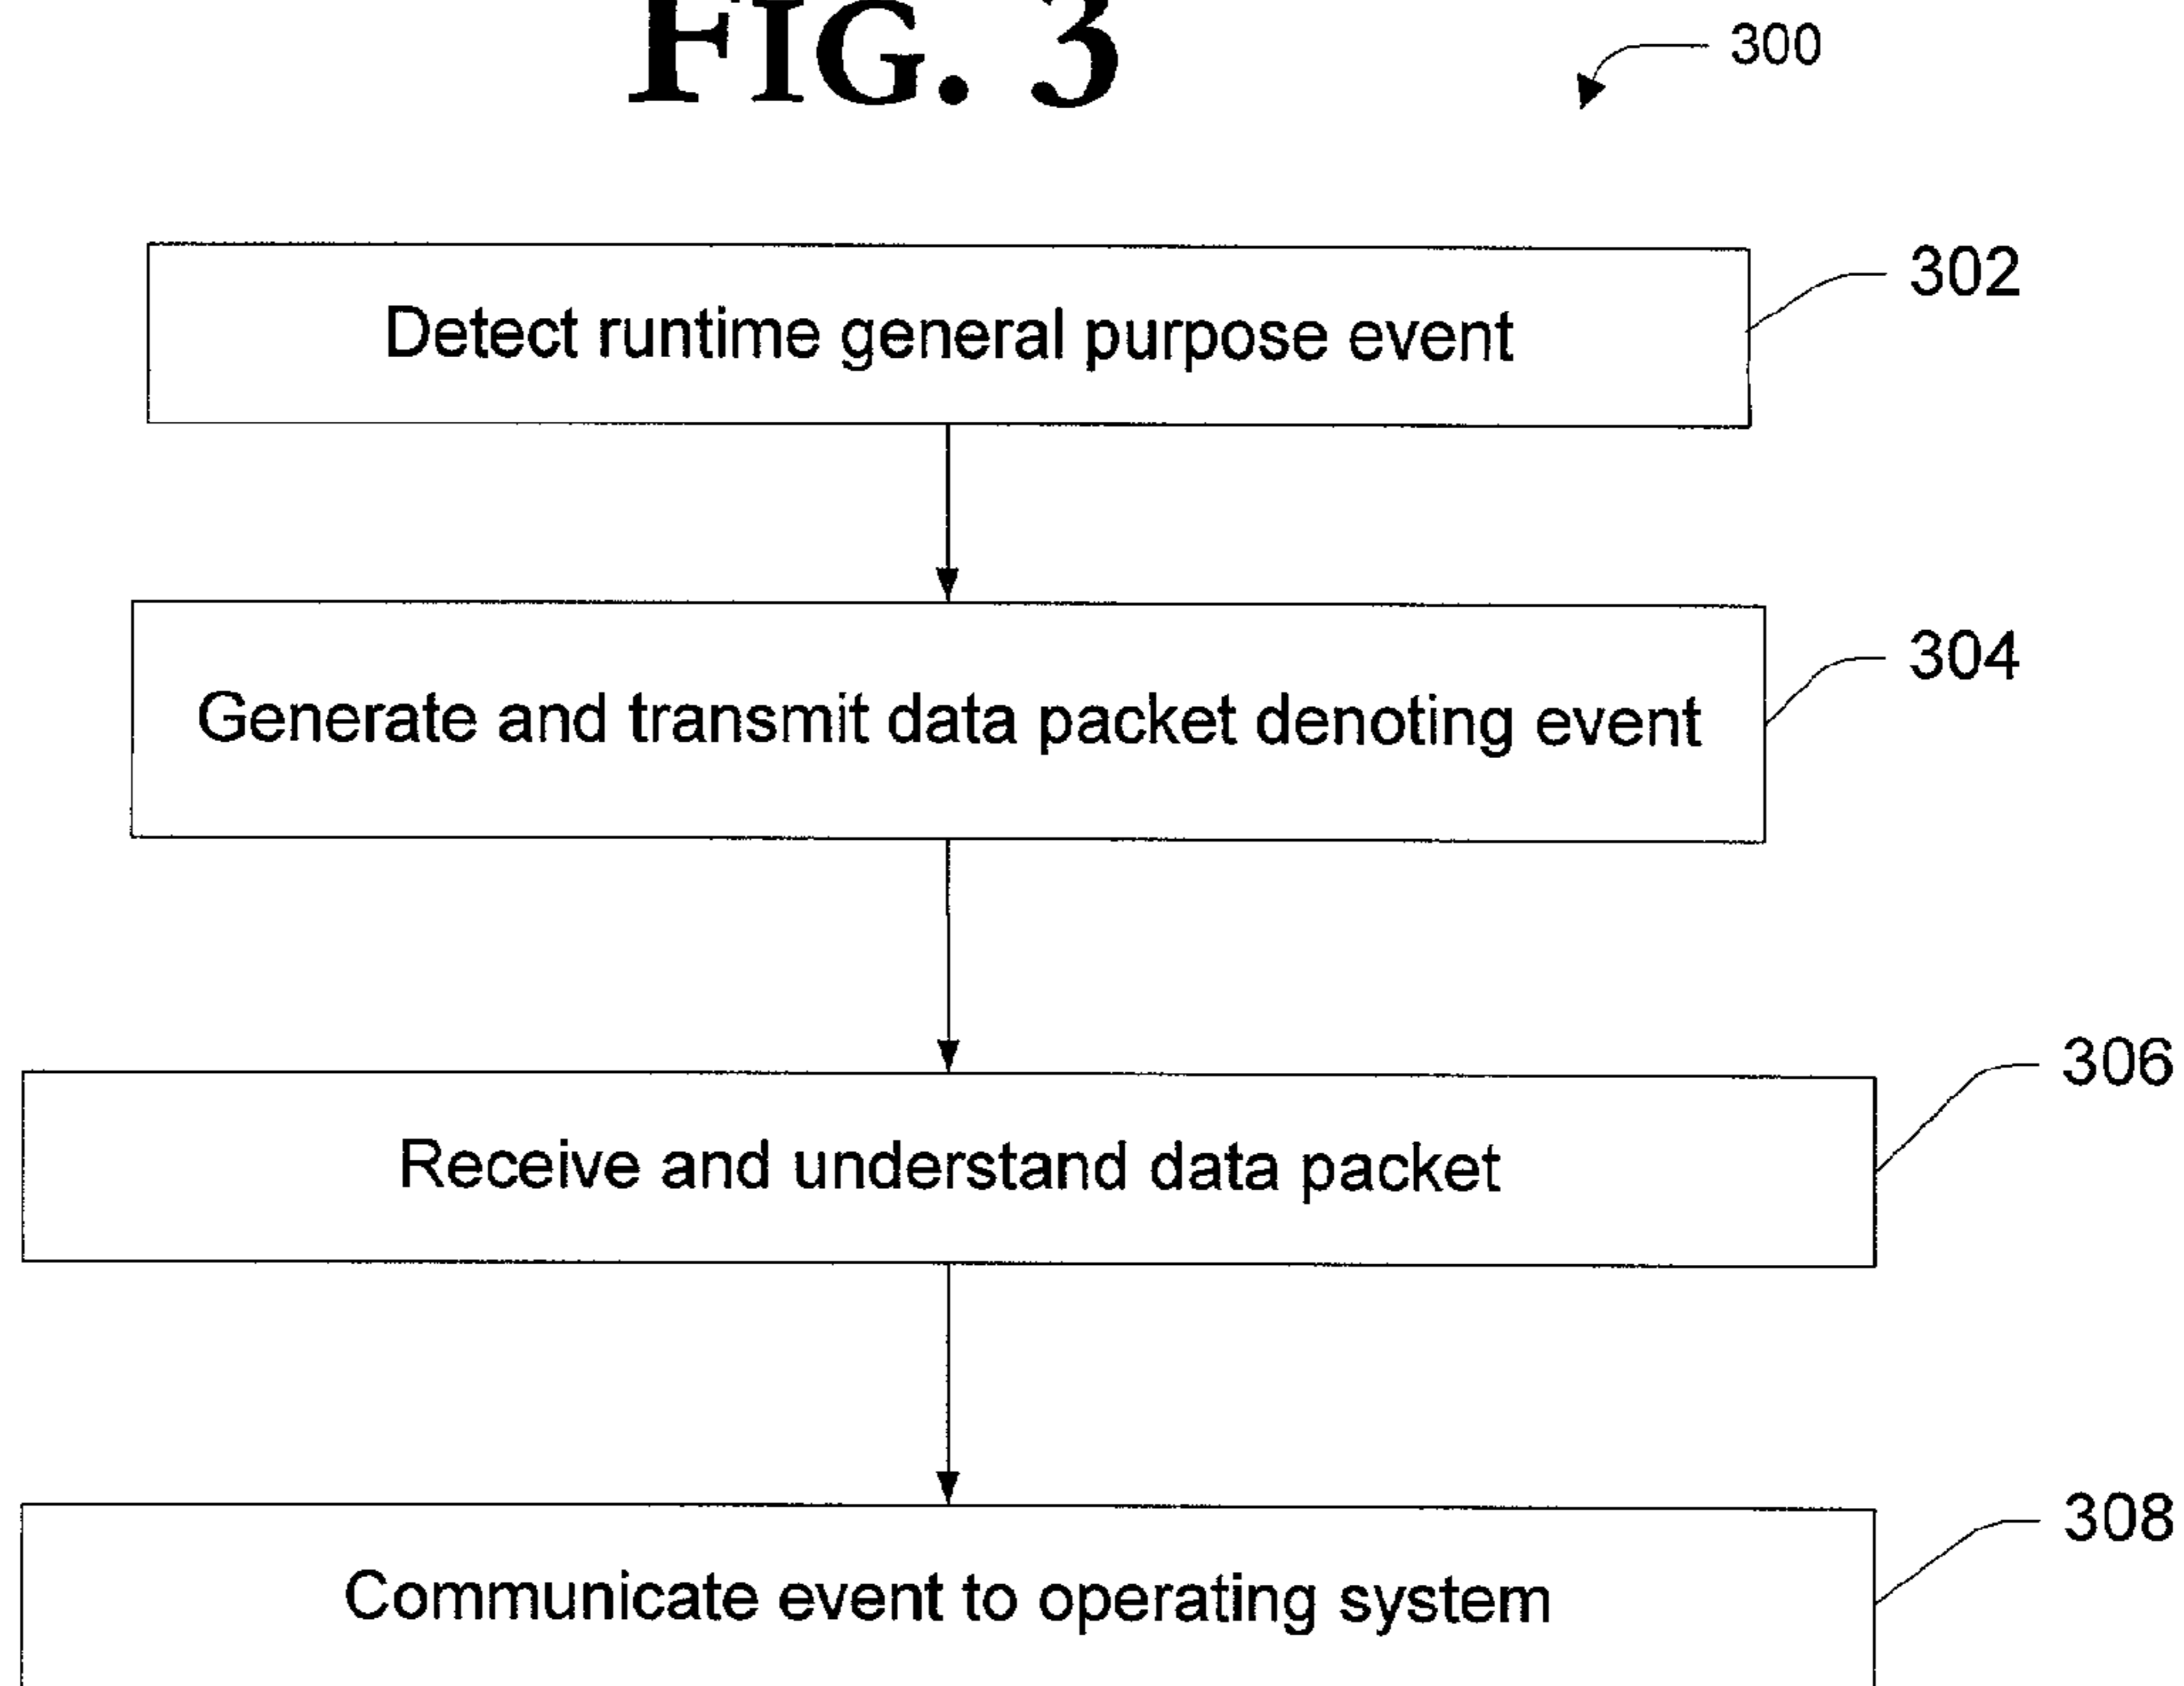 FIG. 3
300
Detect runtime general purpose event
302
Generate and transmit data packet denoting event
304
Receive and understand data packet
306
Communicate event to operating system
308